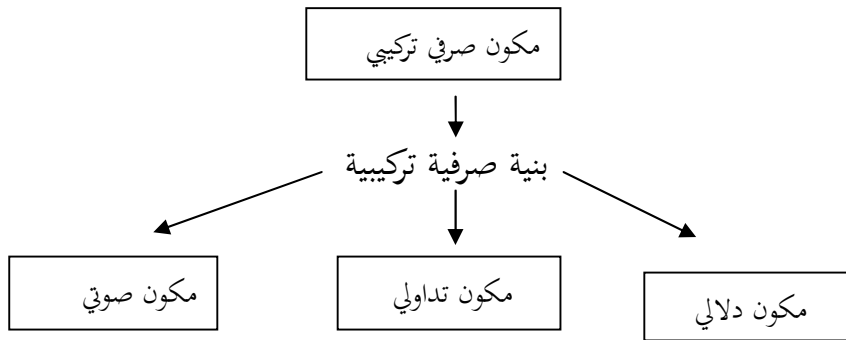 مكون صرفي تركيبي
بنية صرفية تركيبية
مكون دلالي
مكون تداولي
مكون صوتي